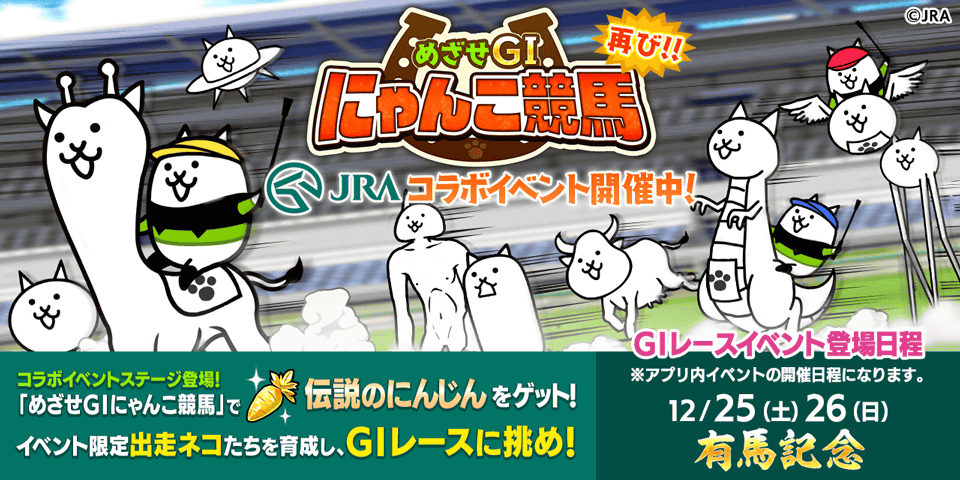 ©JRA
めざせGI
再び!!
にゃんこ競馬
JRA コラボイベント開催中!
GIレースイベント登場日程
※アプリ内イベントの開催日程になります。
12/25(土)26(日)
有馬記念
コラボイベントステージ登場!
「めざせGIにゃんこ競馬」で伝説のにんじんをゲット!
イベント限定出走ネコたちを育成し、GIレースに挑め!